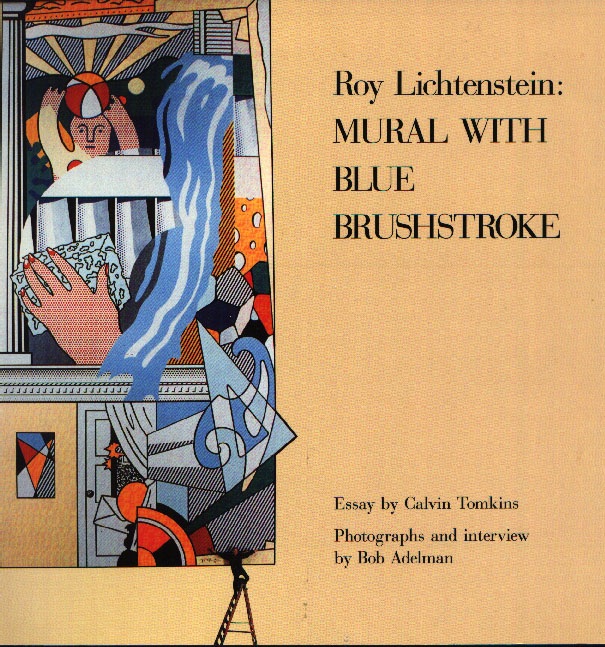 Roy Lichtenstein:
MURAL WITH
BLUE
BRUSHSTROKE
Essay by Calvin Tomkins
Photographs and interview
by Bob Adelman